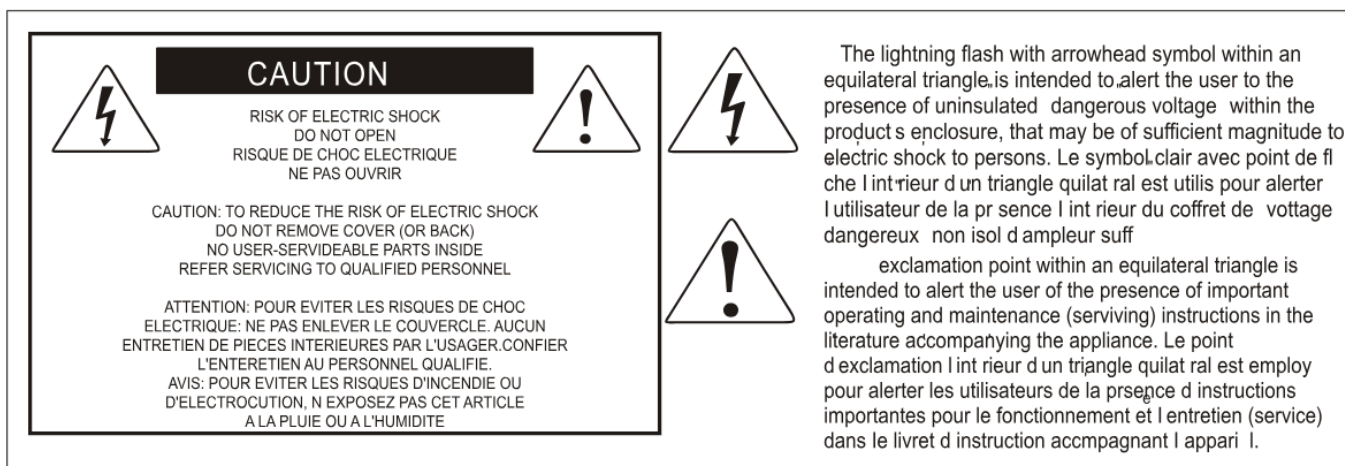 CAUTION
RISK OF ELECTRIC SHOCK
DO NOT OPEN
RISQUE DE CHOC ELECTRIQUE
NE PAS OUVRIR
CAUTION: TO REDUCE THE RISK OF ELECTRIC SHOCK
DO NOT REMOVE COVER (OR BACK)
NO USER-SERVIDEABLE PARTS INSIDE
REFER SERVICING TO QUALIFIED PERSONNEL
ATTENTION: POUR EVITER LES RISQUES DE CHOC
ELECTRIQUE: NE PAS ENLEVER LE COUVERCLE. AUCUN
ENTRETIEN DE PIECES INTERIEURES PAR L'USAGER.CONFIER
L'ENTERETIEN AU PERSONNEL QUALIFIE.
AVIS: POUR EVITER LES RISQUES D'INCENDIE OU
D'ELECTROCUTION, N EXPOSEZ PAS CET ARTICLE
A LA PLUIE OU A L'HUMIDITE
The lightning flash with arrowhead symbol within an
equilateral triangle,, is intended to ,,alert the user to the
presence of uninsulated dangerous voltage within the
product s enclosure, that may be of sufficient magnitude to
electric shock to persons. Le symbol,,clair avec point de fl
che l int"rieur d un triangle quilat ral est utilis pour alerter
l utilisateur de la pr sence l int rieur du coffret de vottage
dangereux non isol d ampleur suff
exclamation point within an equilateral triangle is
intended to alert the user of the presence of important
operating and maintenance (serviving) instructions in the
literature accompanying the appliance. Le point
d exclamation l int rieur d un triangle quilat ral est employ
pour alerter les utilisateurs de la prsence d instructions
importantes pour le fonctionnement et l entretien (service)
dans le livret d instruction accmpagnant l appari l.